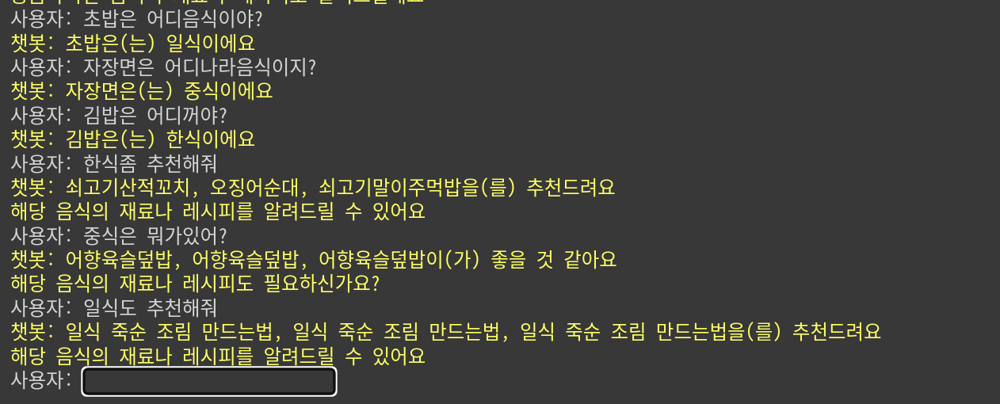 사용자: 초밥은 어디음식이야?
챗봇: 초밥은(는) 일식이에요
사용자: 자장면은 어디나라음식이지?
챗봇: 자장면은(는) 중식이에요
사용자: 김밥은 어디꺼야?
챗봇: 김밥은(는) 한식이에요
사용자: 한식좀 추천해줘
챗봇: 쇠고기산적꼬치, 오징어순대, 쇠고기말이주먹밥을(를) 추천드려요
해당 음식의 재료나 레시피를 알려드릴 수 있어요
사용자: 중식은 뭐가있어?
챗봇: 어향육슬덮밥, 어향육슬덮밥, 어향육슬덮밥이(가) 좋을 것 같아요
해당 음식의 재료나 레시피도 필요하신가요?
사용자: 일식도 추천해줘
챗봇: 일식 죽순 조림 만드는법, 일식 죽순 조림 만드는법, 일식 죽순 조림 만드는법을(를) 추천드려요
해당 음식의 재료나 레시피를 알려드릴 수 있어요
사용자: